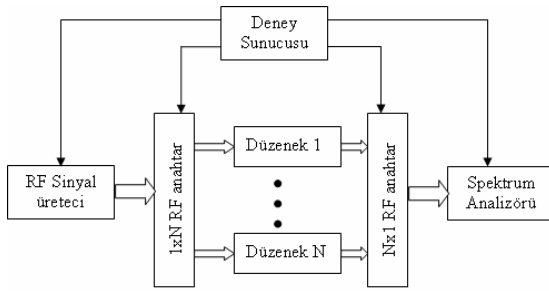 Deney
Sunucusu
RF Sinyal
üreteci
1xN RF anahtar
Düzenek 1
Düzenek N
Nx1 RF anahtar
Spektrum
Analizörü